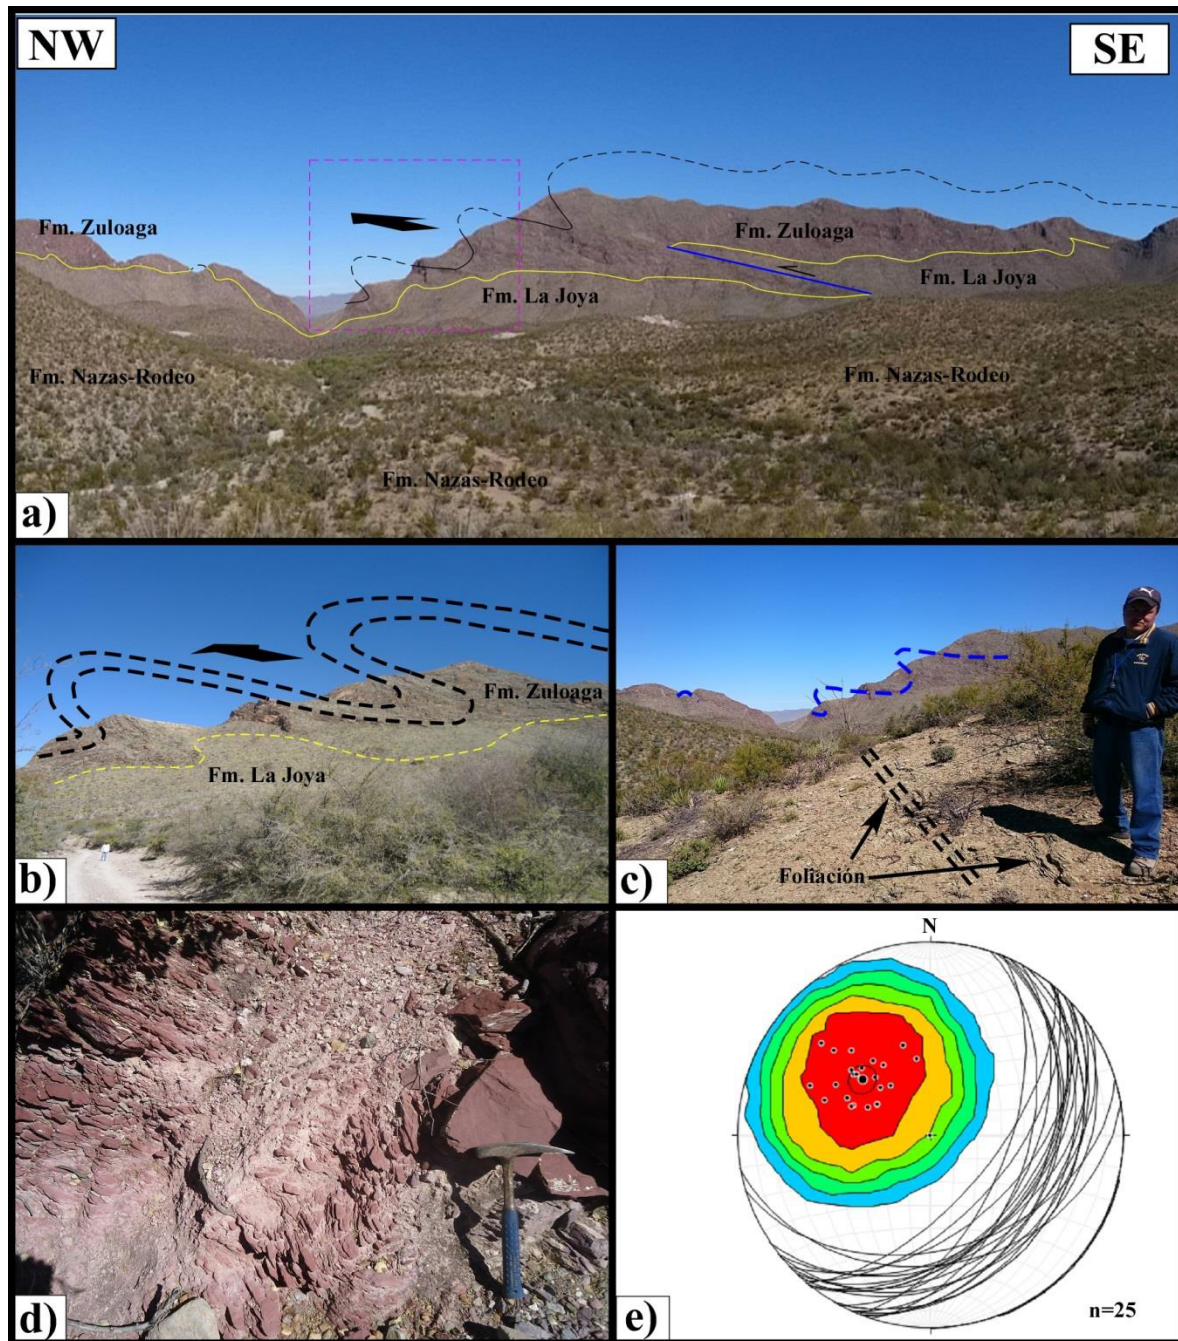 NW
SE
Fm. Zuloaga
Fm. Zuloaga
Fm. La Joya
Fm. La Joya
Fm. Nazas-Rodeo
Fm. Nazas-Rodeo
Fm. Nazas-Rodeo
a)
Fm. Zuloaga
Fm. La Joya
b)
Foliación
c)
d)
N
n=25
e)